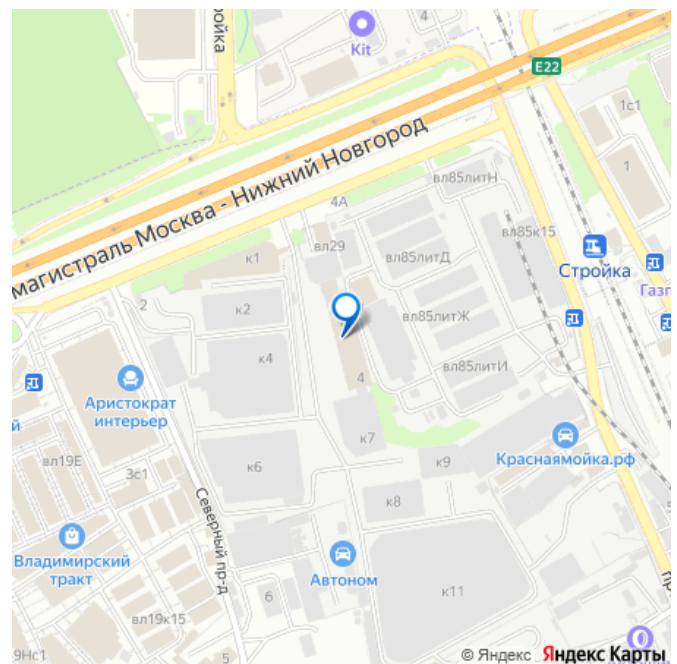 ройка
4
Kit
E22
1с1
1
магистраль Москва - Нижний Новгород
вл85литН
4А
вл85к15
вл29
к1
вл85литД
Стройка
Газп
2
к2
вл85литЖ
к4
вл85литИ
4
Аристократ
интерьер
й
к7
вл19Е
3с1
к6
к9
Краснаямойка.рф
Северный пр-д
к8
Владимирский
тракт
Автоном
к11
6
вл19к15
9Нс1
5
пр
© Яндекс Яндекс Карты